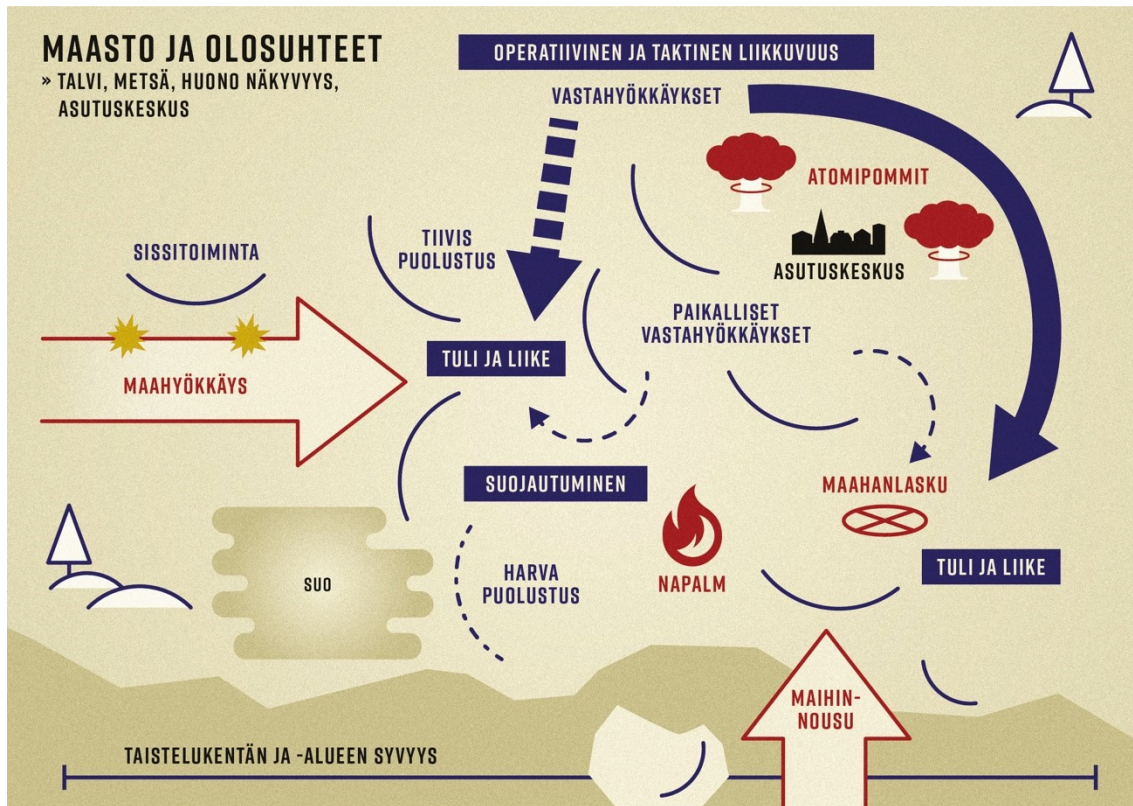 MAASTO JA OLOSUHTEET
» TALVI, METSÄ, HUONO NÄKYVYYS,
ASUTUSKESKUS
OPERATIIVINEN JA TAKTINEN LIIKKUVUUS
VASTAHYÖKKÄYKSET
ATOMIPOMMIT
ASUTUSKESKUS
SISSITOIMINTA
TIIVIS
PUOLUSTUS
PAIKALLISET
VASTAHYÖKKÄYKSET
TULI JA LIIKE
MAAHYÖKKÄYS
SUOJAUTUMINEN
MAAHANLASKU
SUO
HARVA
PUOLUSTUS
NAPALM
TULI JA LIIKE
MAIHIN-
NOUSU
TAISTELUKENTÄN JA -ALUEEN SYVYYS